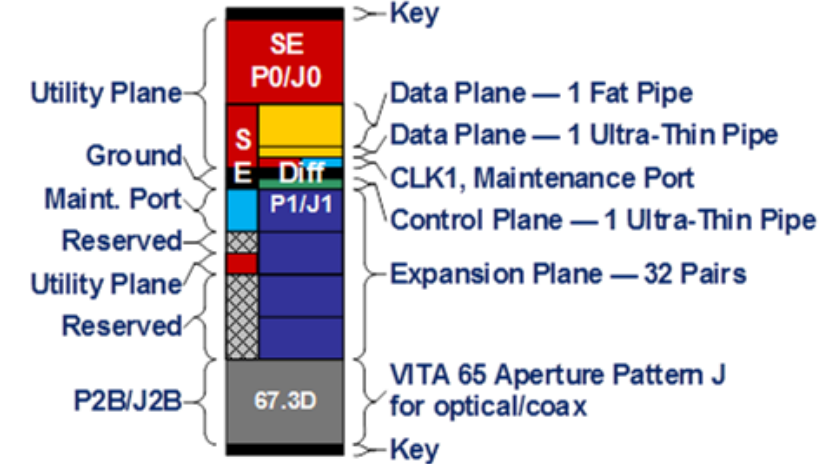 Key
SE
P0/J0
Utility Plane
Data Plane — 1 Fat Pipe
Data Plane — 1 Ultra-Thin Pipe
S
E
Diff
Ground
CLK1, Maintenance Port
Maint. Port
P1/J1
Control Plane — 1 Ultra-Thin Pipe
Reserved
Utility Plane
Expansion Plane — 32 Pairs
Reserved
P2B/J2B
67.3D
VITA 65 Aperture Pattern J
for optical/coax
Key